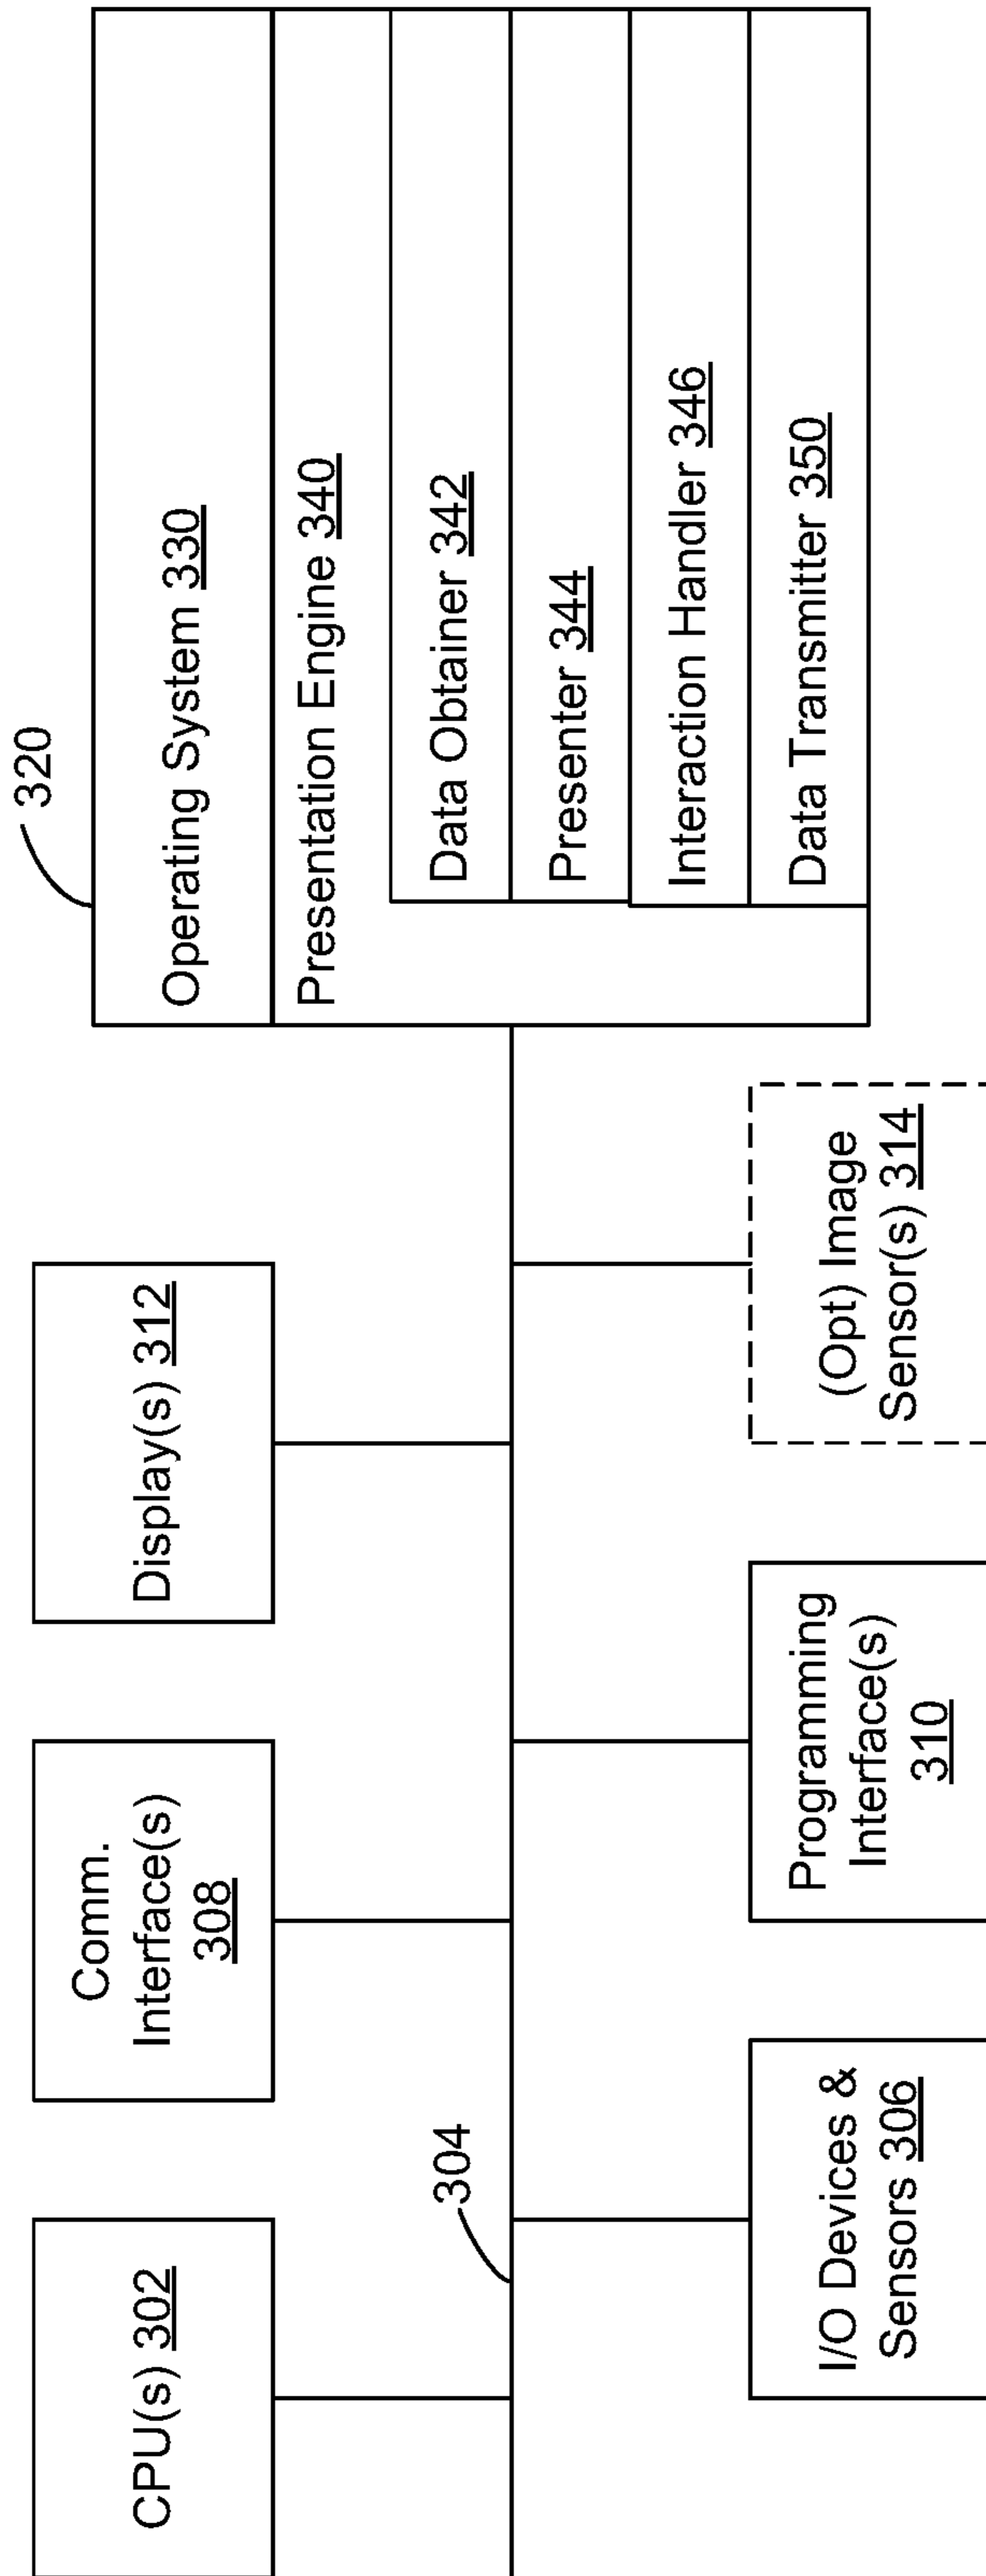 CPU(s) 302
Comm.
Interface(s)
308
Display(s) 312
304
I/O Devices &
Sensors 306
Programming
Interface(s)
310
(Opt) Image
Sensor(s) 314
320
Operating System 330
Presentation Engine 340
Data Obtainer 342
Presenter 344
Interaction Handler 346
Data Transmitter 350